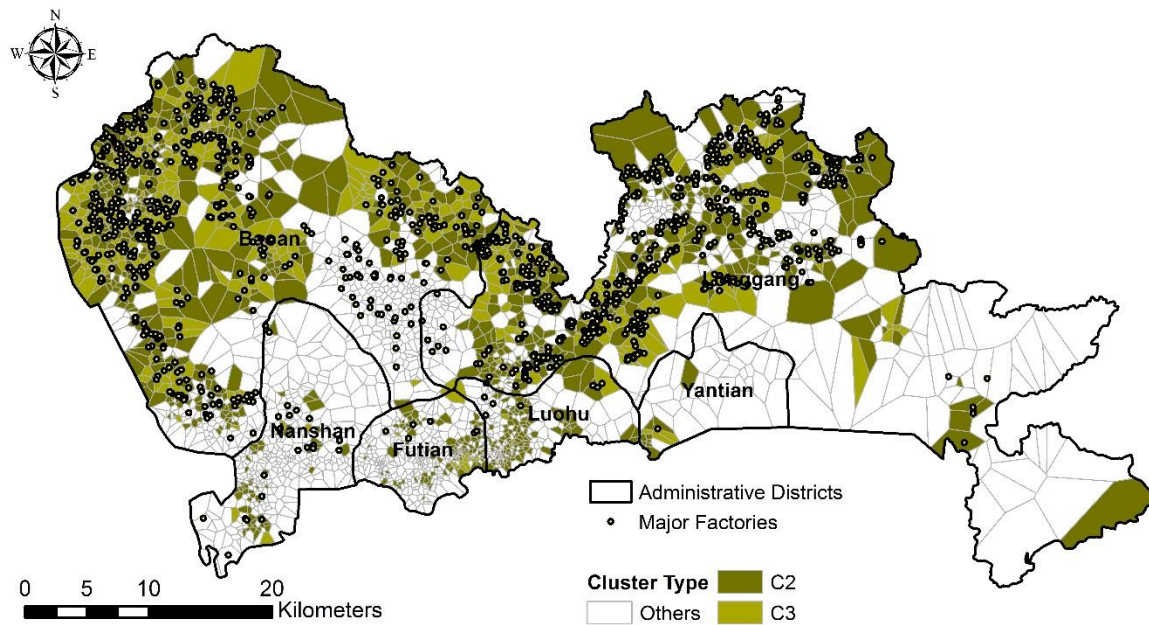 N
W E
S
Baoan
Longgang
Yantian
Luohu
Nanshan
Futian
Administrative Districts
Major Factories
Cluster Type
C2
Others
C3
0 5 10 20
Kilometers